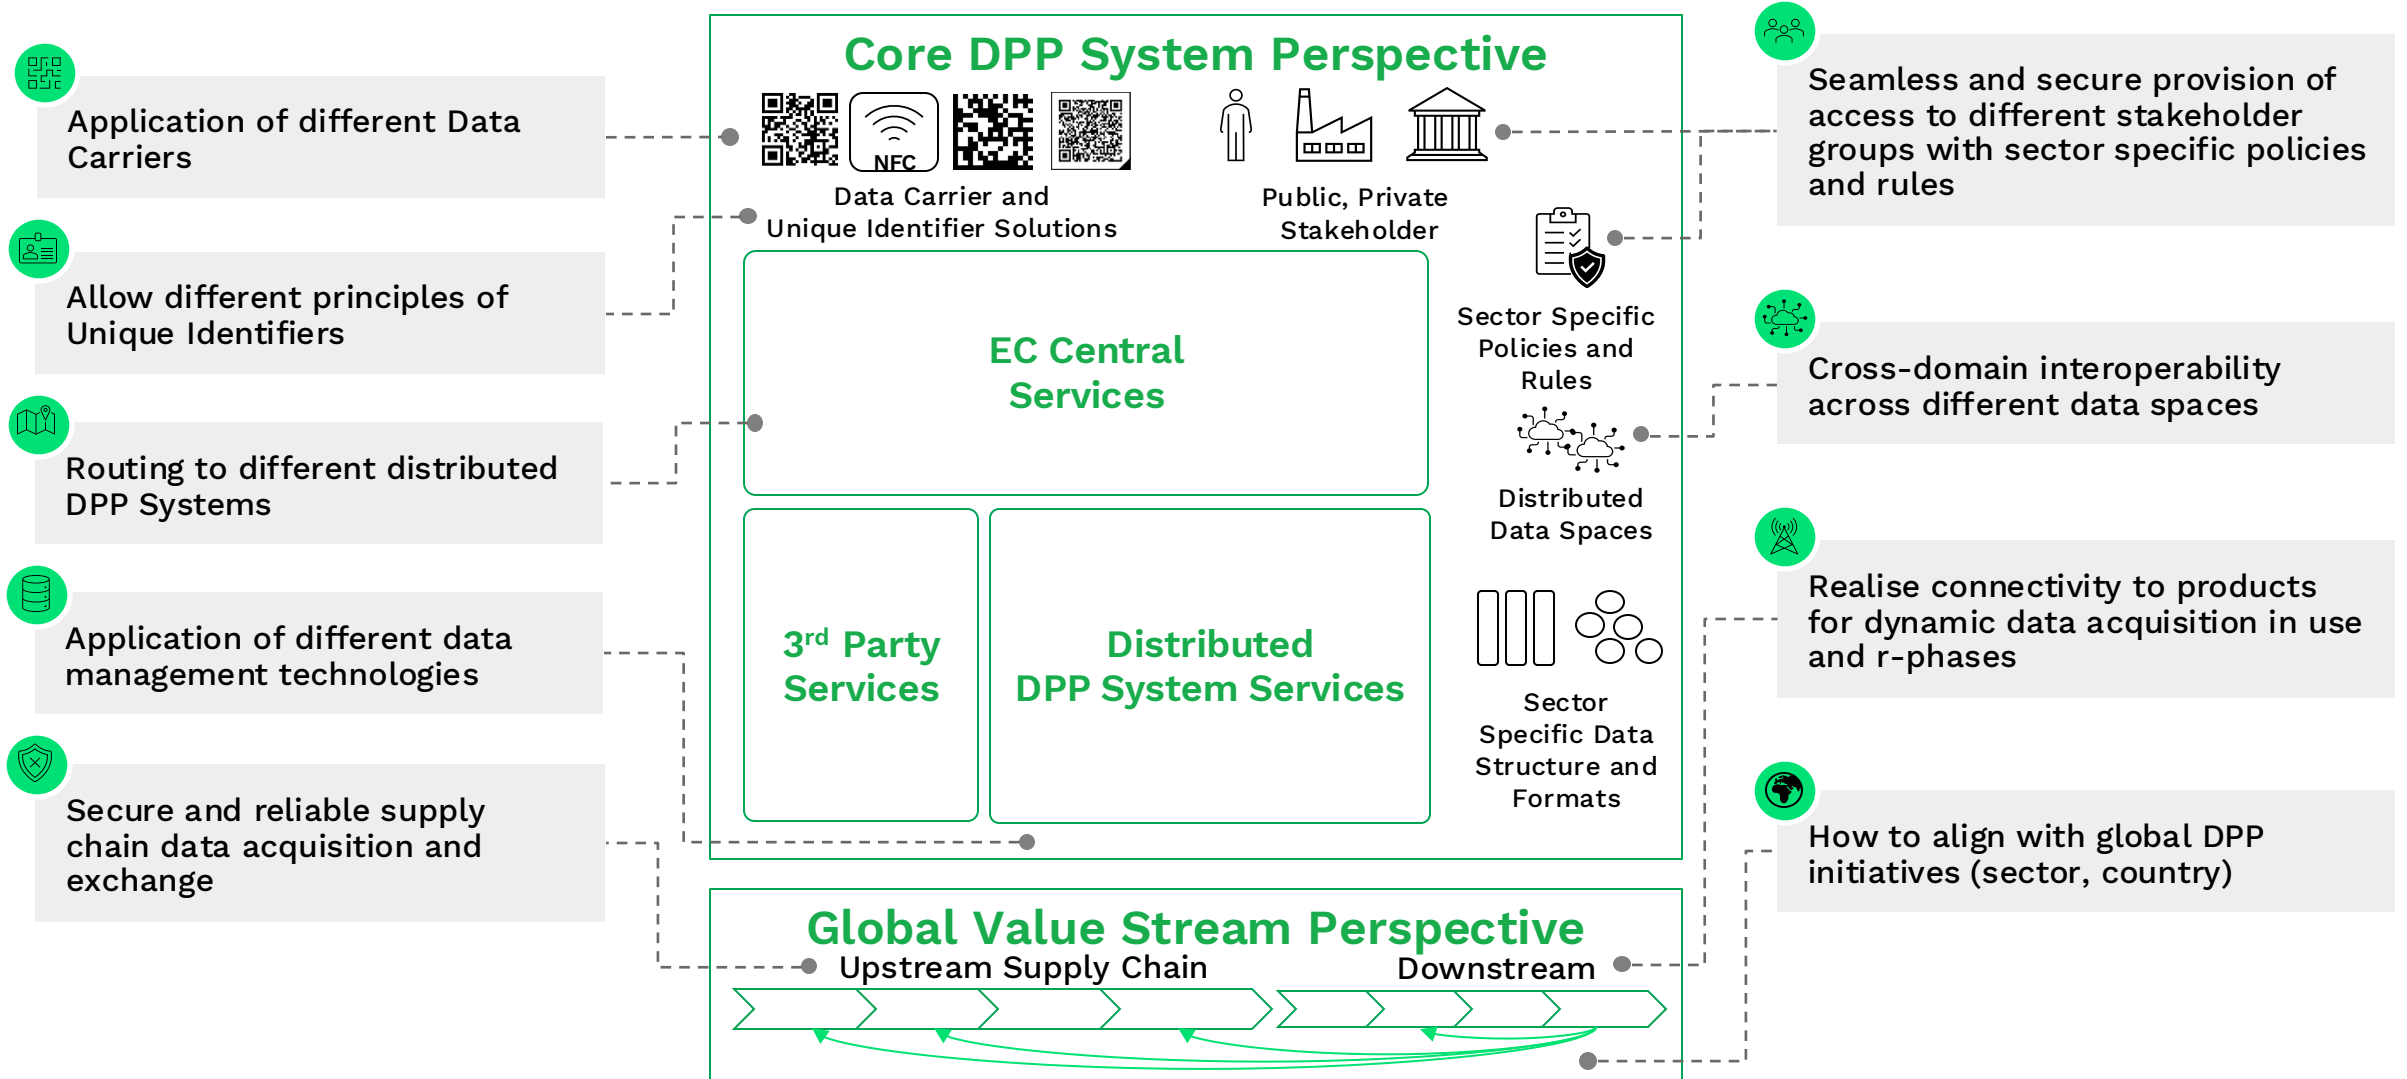 Application of different Data
Carriers
Allow different principles of
Unique Identifiers
Routing to different distributed
DPP Systems
Application of different data
management technologies
Secure and reliable supply
chain data acquisition and
exchange
Core DPP System Perspective
NFC
Data Carrier and
Unique Identifier Solutions
Public, Private
Stakeholder
EC Central
Services
3rd Party
Services
Distributed
DPP System Services
Sector Specific
Policies and
Rules
Distributed
Data Spaces
Sector
Specific Data
Structure and
Formats
Global Value Stream Perspective
Upstream Supply Chain
Downstream
Seamless and secure provision of
access to different stakeholder
groups with sector specific policies
and rules
Cross-domain interoperability
across different data spaces
Realise connectivity to products
for dynamic data acquisition in use
and r-phases
How to align with global DPP
initiatives (sector, country)